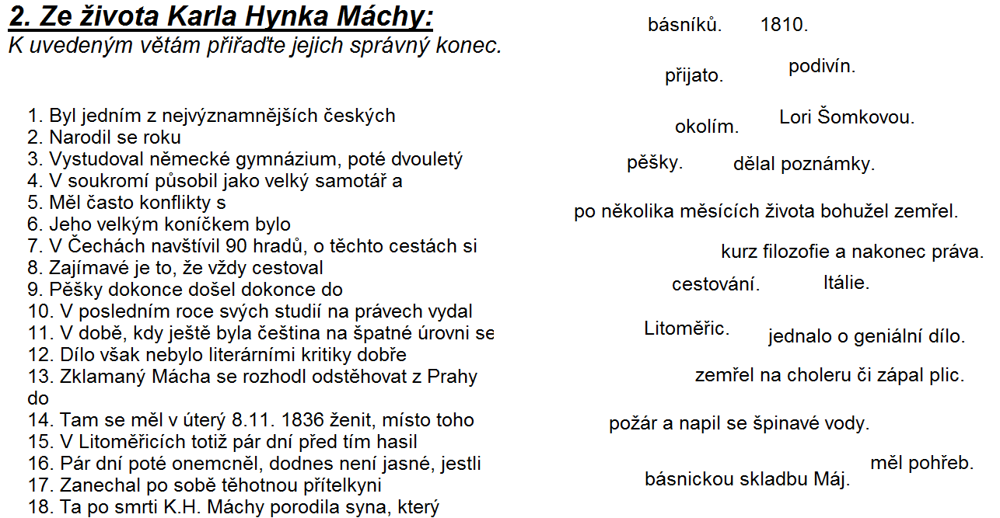 2. Ze života Karla Hynka Máchy:
K uvedeným větám přiřaďte jejich správný konec.
1. Byl jedním z nejvýznamnějších českých
2. Narodil se roku
3. Vystudoval německé gymnázium, poté dvouletý
4. V soukromí působil jako velký samotář a
5. Měl často konflikty s
6. Jeho velkým koníčkem bylo
7. V Čechách navštívil 90 hradů, o těchto cestách si
8. Zajímavé je to, že vždy cestoval
9. Pěšky dokonce došel dokonce do
10. V posledním roce svých studií na právech vydal
11. V době, kdy ještě byla čeština na špatné úrovni se
12. Dílo však nebylo literárními kritiky dobře
13. Zklamaný Mácha se rozhodl odstěhovat z Prahy
do
14. Tam se měl v úterý 8.11. 1836 ženit, místo toho
15. V Litoměřicích totiž pár dní před tím hasil
16. Pár dní poté onemcněl, dodnes není jasné, jestli
17. Zanechal po sobě těhotnou přítelkyni
18. Ta po smrti K.H. Máchy porodila syna, který
básníků. 1810.
přijato. podivín.
okolím. Lori Šomkovou.
pěšky. dělal poznámky.
po několika měsících života bohužel zemřel.
kurz filozofie a nakonec práva.
cestování. Itálie.
Litoměřic. jednalo o geniální dílo.
zemřel na choleru či zápal plic.
požár a napil se špinavé vody.
básnickou skladbu Máj. měl pohřeb.